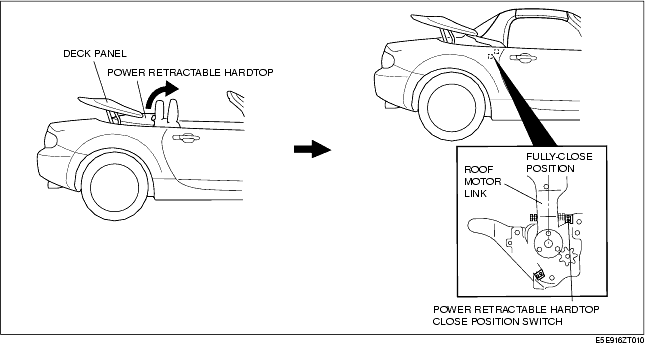 DECK PANEL
POWER RETRACTABLE HARDTOP
FULLY-CLOSE
POSITION
ROOF
MOTOR
LINK
POWER RETRACTABLE HARDTOP
CLOSE POSITION SWITCH
E5E916ZT010